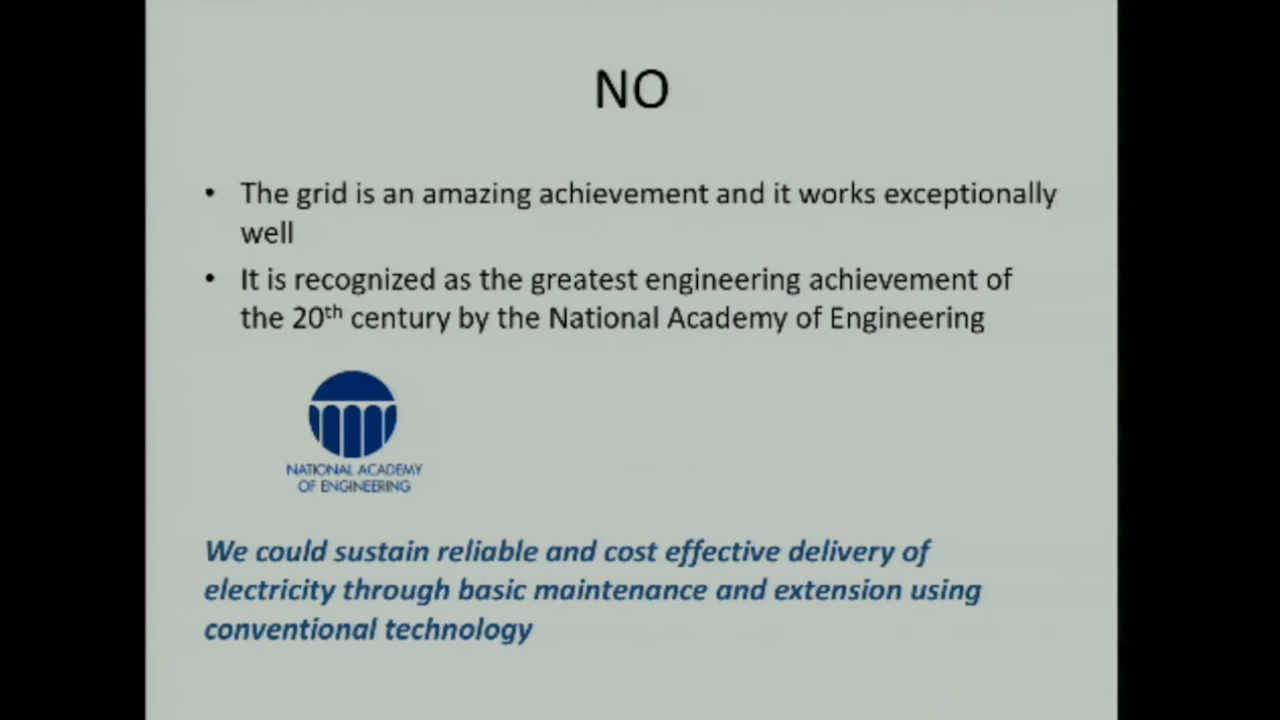 NO
• The grid is an amazing achievement and it works exceptionally
well
• It is recognized as the greatest engineering achievement of
the 20th century by the National Academy of Engineering
NATIONAL ACADEMY
OF ENGINEERING
We could sustain reliable and cost effective delivery of
electricity through basic maintenance and extension using
conventional technology